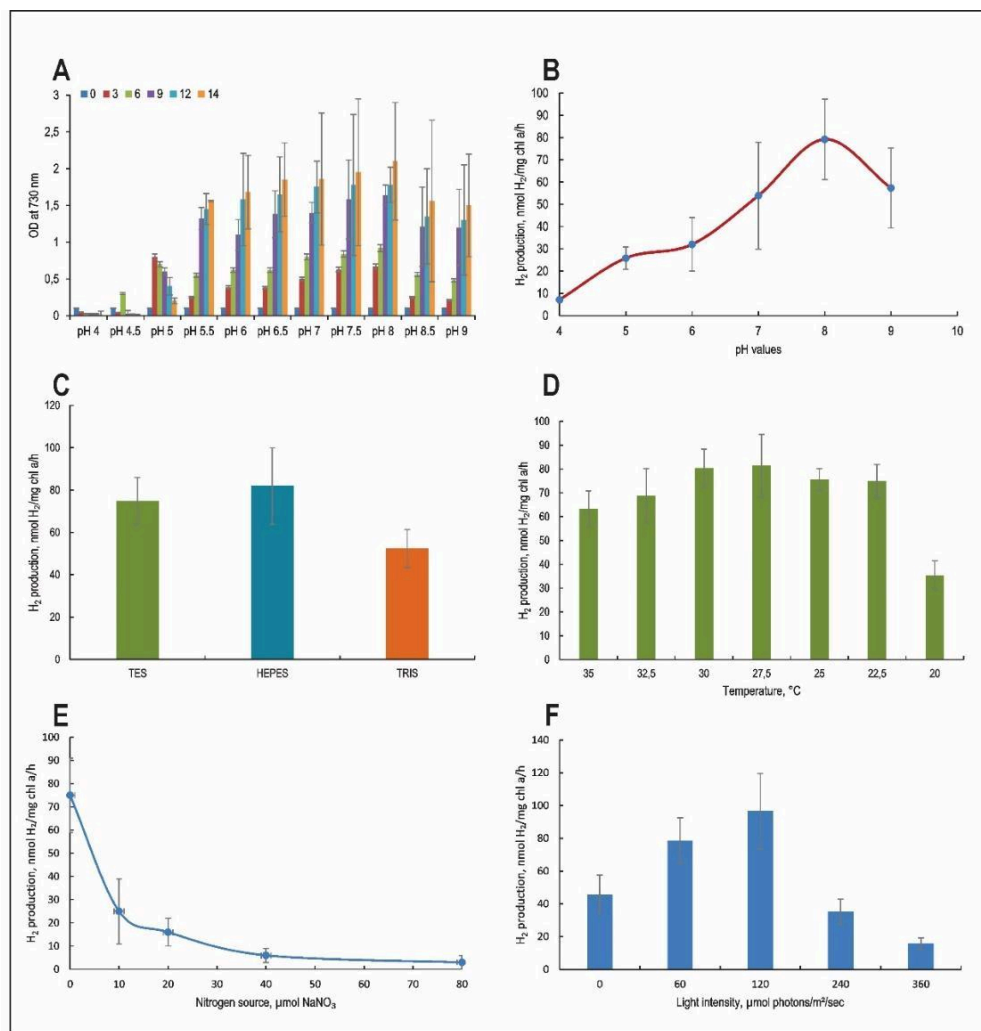 A
0 3 6 9 12 14
OD at 730 nm
3
2,5
2
1,5
1
0,5
0
pH 4 pH 4.5 pH 5 pH 5.5 pH 6 pH 6.5 pH 7 pH 7.5 pH 8 pH 8.5 pH 9
B
H₂ production, nmol H₂/mg chl a/h
100
90
80
70
60
50
40
30
20
10
0
4 5 6 7 8 9 10
pH values
C
H₂ production, nmol H₂/mg chl a/h
120
100
80
60
40
20
0
TES HEPES TRIS
D
H₂ production, nmol H₂/mg chl a/h
100
90
80
70
60
50
40
30
20
10
0
35 32,5 30 27,5 25 22,5 20
Temperature, °C
E
H₂ production, nmol H₂/mg chl a/h
100
90
80
70
60
50
40
30
20
10
0
0 10 20 30 40 50 60 70 80
Nitrogen source, µmol NaNO₃
F
H₂ production, nmol H₂/mg chl a/h
140
120
100
80
60
40
20
0
0 60 120 240 360
Light intensity, µmol photons/m²/sec